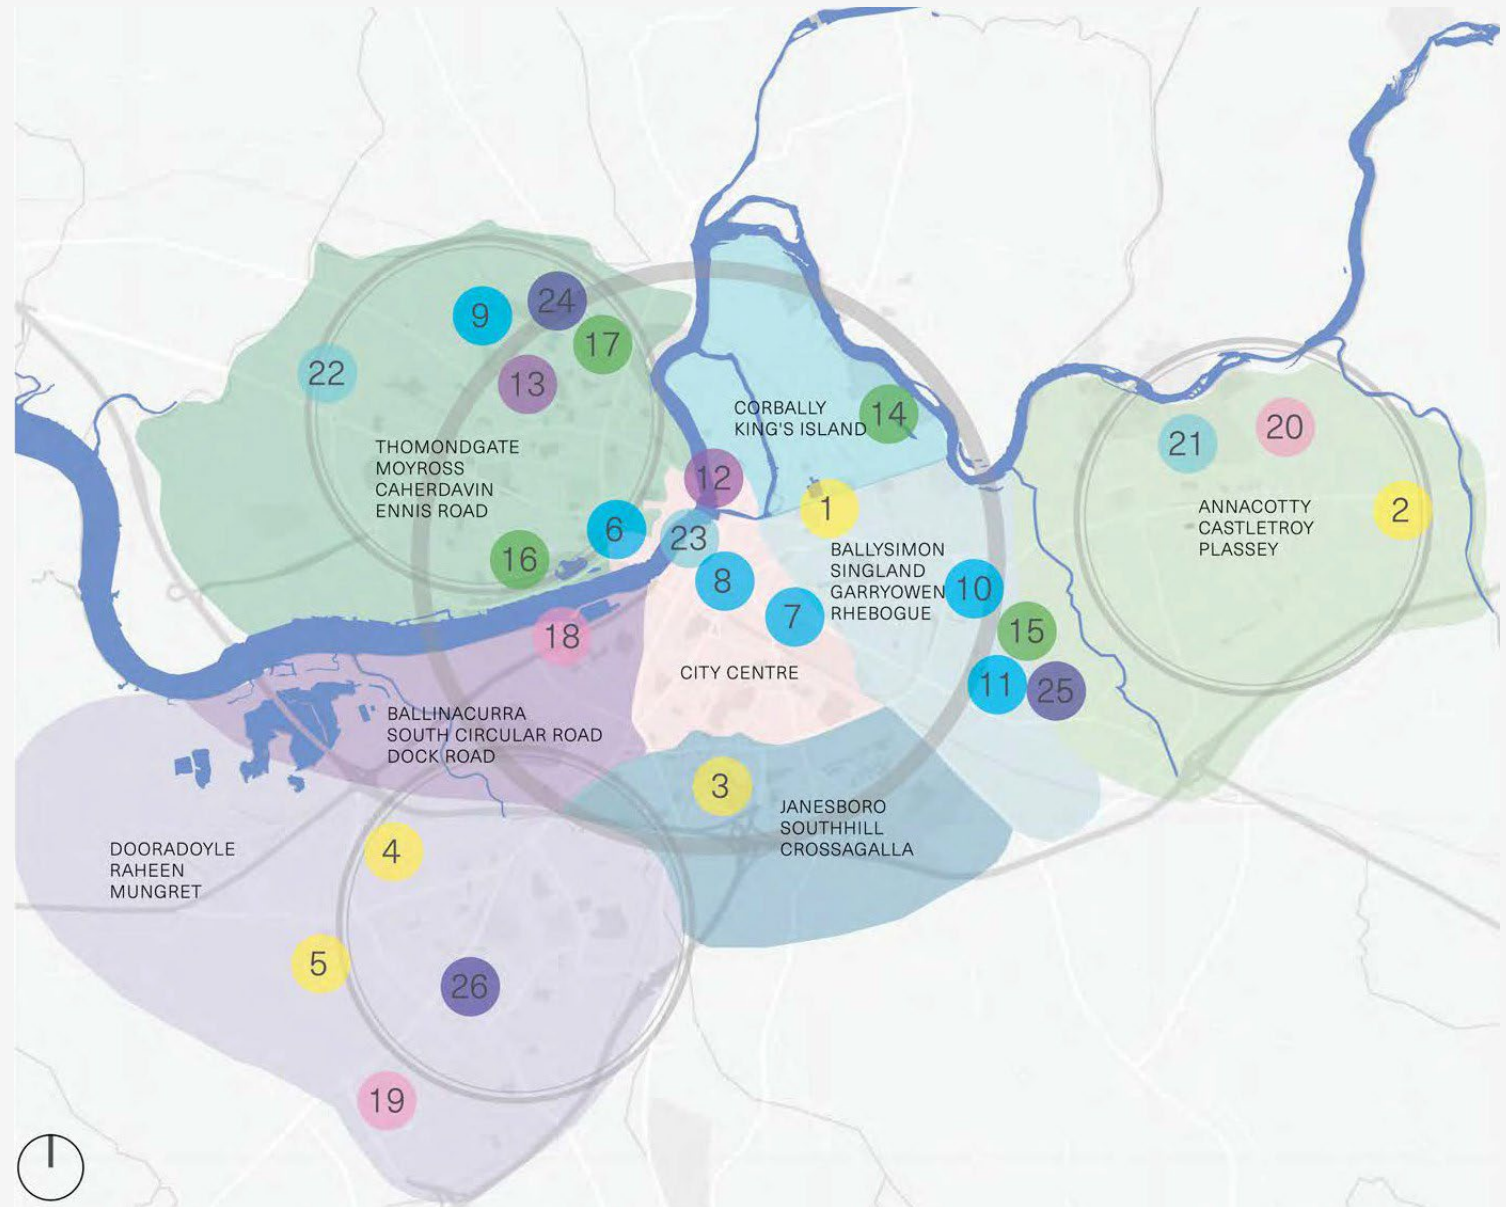 24
9
17
22
13
14
CORBALLY
KING'S ISLAND
20
21
THOMONDGATE
MOYROSS
CAHERDAVIN
ENNIS ROAD
12
1
2
ANNACOTTY
CASTLETROY
PLASSEY
6
23
16
8
BALLYSIMON
SINGLAND
GARRYOWEN
RHEBOGUE
10
7
15
18
CITY CENTRE
11
25
BALLINACURRA
SOUTH CIRCULAR ROAD
DOCK ROAD
3
JANESBORO
SOUTHHILL
CROSSAGALLA
4
DOORADOYLE
RAHEEN
MUNGRET
5
26
19